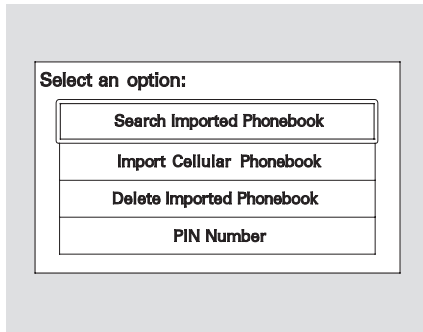 Select an option:
Search Imported Phonebook
Import Cellular Phonebook
Delete Imported Phonebook
PIN Number